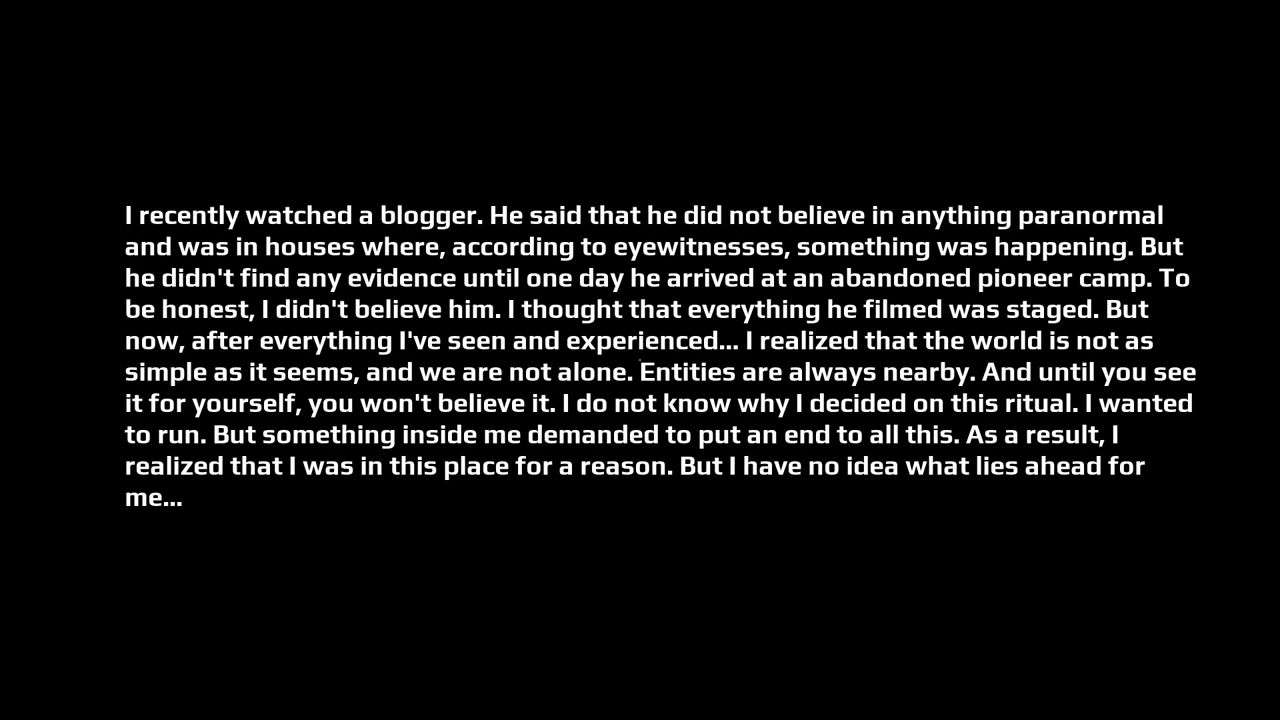 I recently watched a blogger. He said that he did not believe in anything paranormal
and was in houses where, according to eyewitnesses, something was happening. But
he didn't find any evidence until one day he arrived at an abandoned pioneer camp. To
be honest, I didn't believe him. I thought that everything he filmed was staged. But
now, after everything I've seen and experienced... I realized that the world is not as
simple as it seems, and we are not alone. Entities are always nearby. And until you see
it for yourself, you won't believe it. I do not know why I decided on this ritual. I wanted
to run. But something inside me demanded to put an end to all this. As a result, I
realized that I was in this place for a reason. But I have no idea what lies ahead for
me...